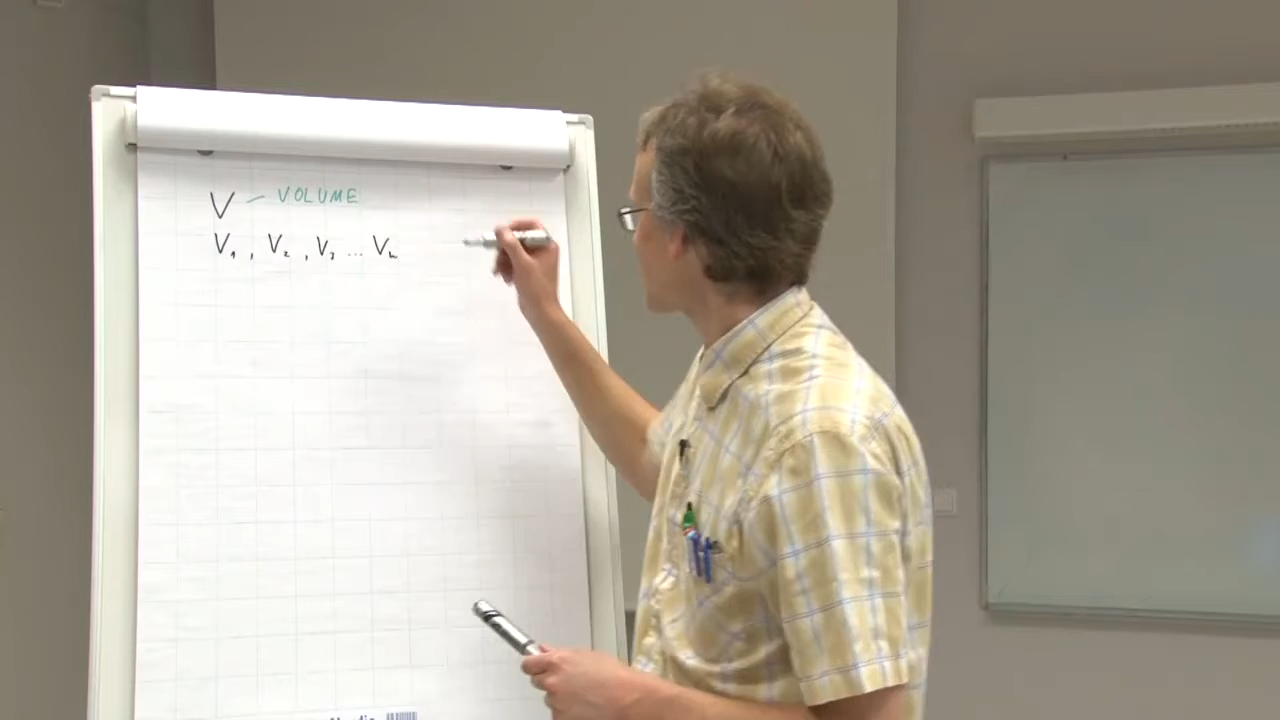 V – VOLUME
V₁, V₂, V₃ ... Vₙ